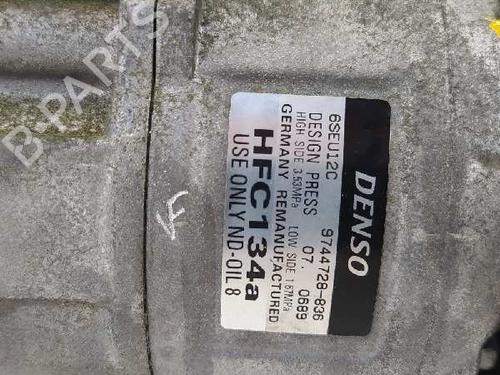 DENSO
6SEU12C 9744728-836
DESIGN PRESS 07. 0689
HIGH SIDE 3.53MPa LOW SIDE 1.67MPa
GERMANY REMANUFACTURED
HFC134a
USE ONLY ND-OIL 8
B-PARTS